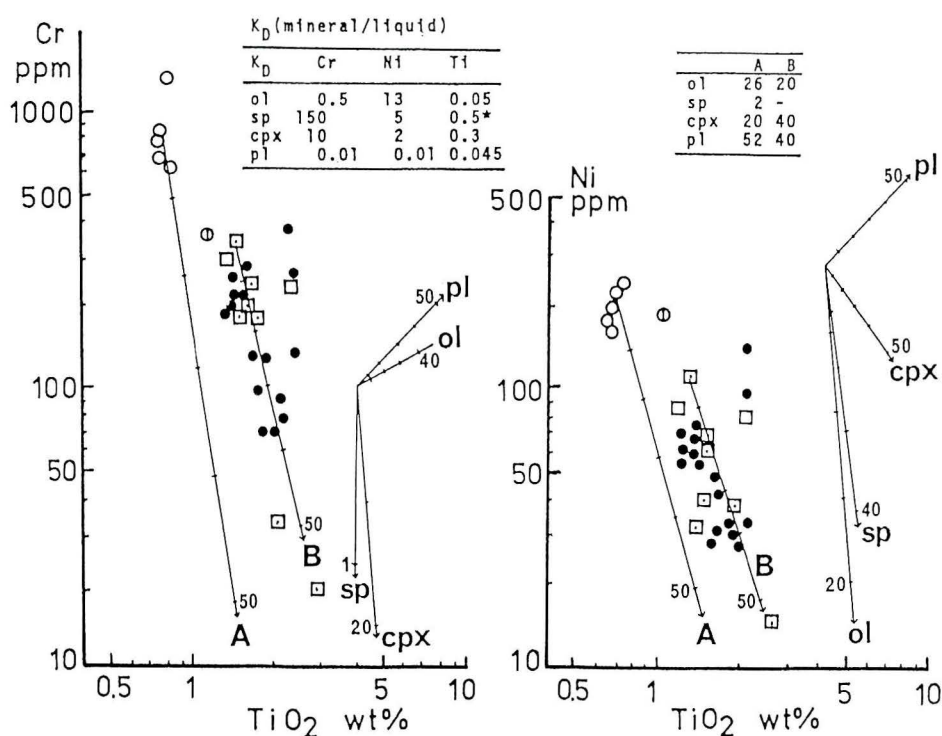 Cr
ppm
K_D(mineral/liquid)
K_D Cr Ni Ti
ol 0.5 13 0.05
sp 150 5 0.5*
cpx 10 2 0.3
pl 0.01 0.01 0.045
A B
ol 26 20
sp 2 -
cpx 20 40
pl 52 40
1000
500
100
50
10
50 pl
ol
40
1
sp
20 cpx
50
B
50
A
0.5 1 5 10
TiO2 wt%
Ni
ppm
500
100
50
10
50 pl
50
cpx
40
sp
20
ol
B
50
50
A
0.5 1 5 10
TiO2 wt%